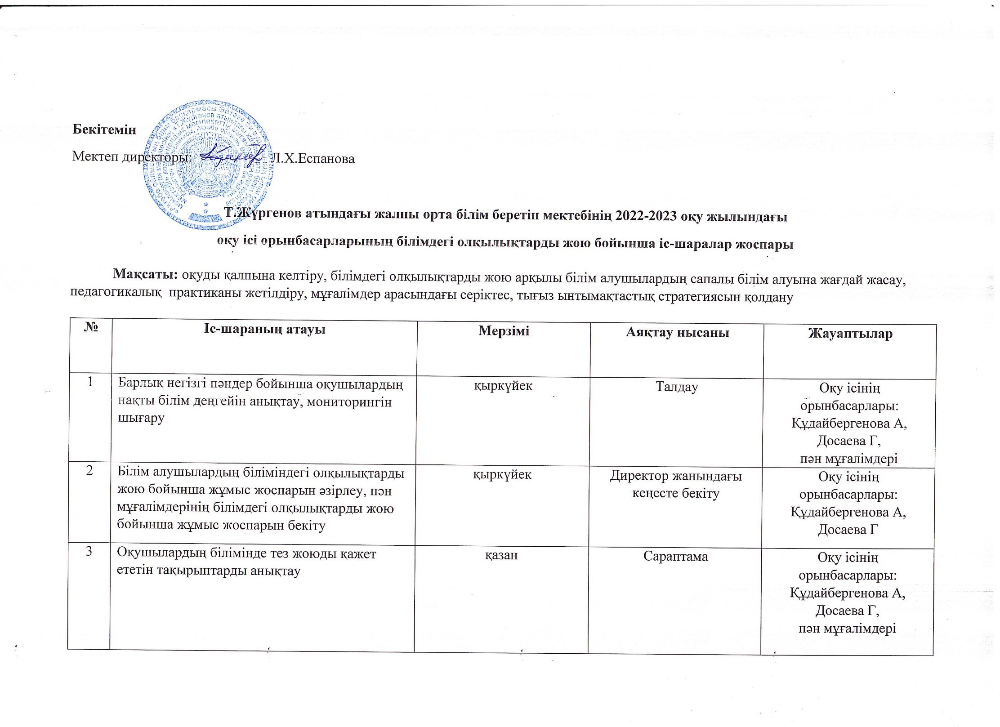 Бекітемін
Мектеп директоры: Л.Х.Еспанова
Т.Жүргенов атындағы жалпы орта білім беретін мектебінің 2022-2023 оқу жылындағы
оқу ісі орынбасарларының білімдегі олқылықтарды жою бойынша іс-шаралар жоспары
Мақсаты: оқуды қалпына келтіру, білімдегі олқылықтарды жою арқылы білім алушылардың сапалы білім алуына жағдай жасау,
педагогикалық практиканы жетілдіру, мұғалімдер арасындағы серіктес, тығыз ынтымақтастық стратегиясын қолдану
№ Іс-шараның атауы Мерзімі Аяқтау нысаны Жауаптылар
1
Барлық негізгі пәндер бойынша оқушылардың
нақты білім деңгейін анықтау, мониторингін
шығару
қыркүйек
Талдау
Оқу ісінің
орынбасарлары:
Құдайбергенова А,
Досаева Г,
пән мұғалімдері
2
Білім алушылардың біліміндегі олқылықтарды
жою бойынша жұмыс жоспарын әзірлеу, пән
мұғалімдерінің білімдегі олқылықтарды жою
бойынша жұмыс жоспарын бекіту
қыркүйек
Директор жанындағы
кеңесте бекіту
Оқу ісінің
орынбасарлары:
Құдайбергенова А,
Досаева Г
3
Оқушылардың білімінде тез жоюды қажет
ететін тақырыптарды анықтау
қазан
Сараптама
Оқу ісінің
орынбасарлары:
Құдайбергенова А,
Досаева Г,
пән мұғалімдері